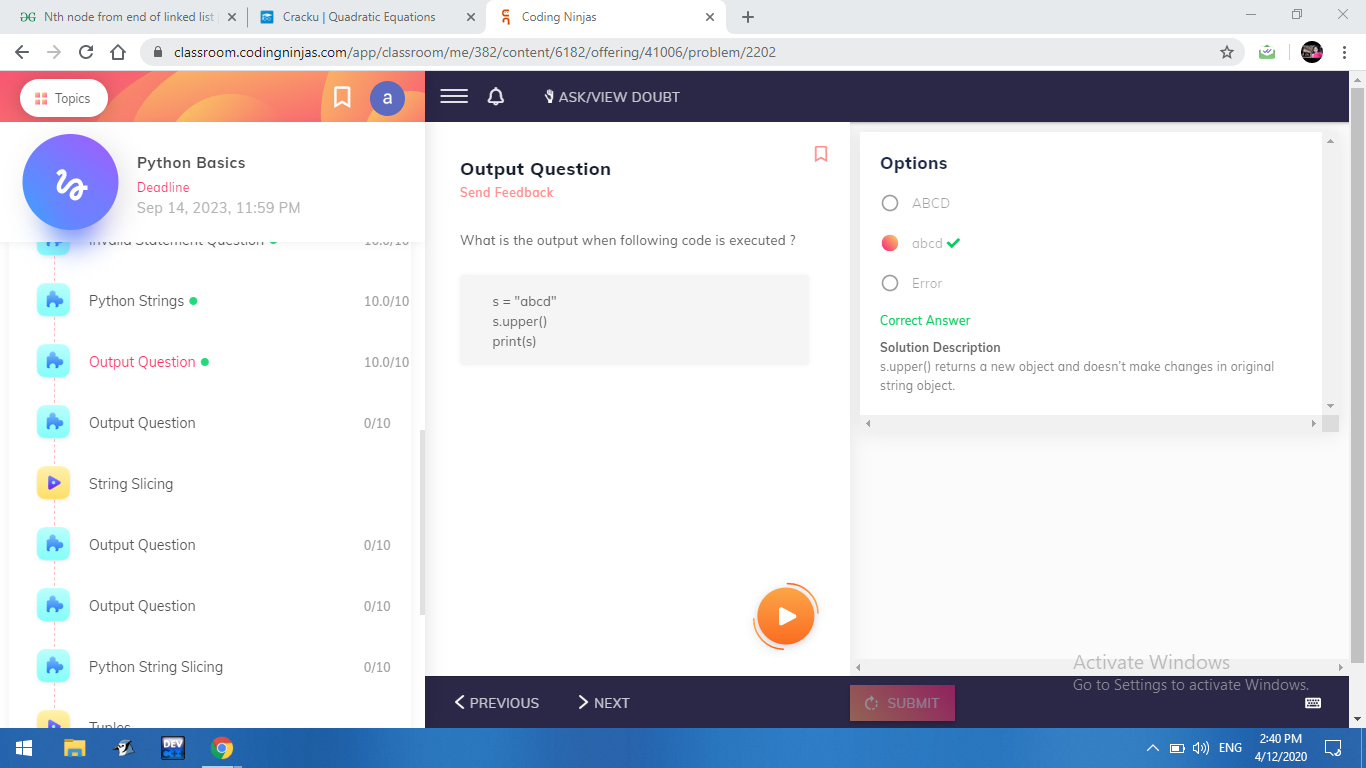 Nth node from end of linked list
Cracku | Quadratic Equations
Coding Ninjas
classroom.codingninjas.com/app/classroom/me/382/content/6182/offering/41006/problem/2202
Topics
a
ASK/VIEW DOUBT
Python Basics
Deadline
Sep 14, 2023, 11:59 PM
Invalid Statement Question 10.0/10
Python Strings 10.0/10
Output Question 10.0/10
Output Question 0/10
String Slicing
Output Question 0/10
Output Question 0/10
Python String Slicing 0/10
Tuples
Output Question
Send Feedback
What is the output when following code is executed ?
s = "abcd"
s.upper()
print(s)
Options
ABCD
abcd
Error
Correct Answer
Solution Description
s.upper() returns a new object and doesn't make changes in original
string object.
Activate Windows
Go to Settings to activate Windows.
PREVIOUS
NEXT
SUBMIT
DEV
C++
ENG
2:40 PM
4/12/2020